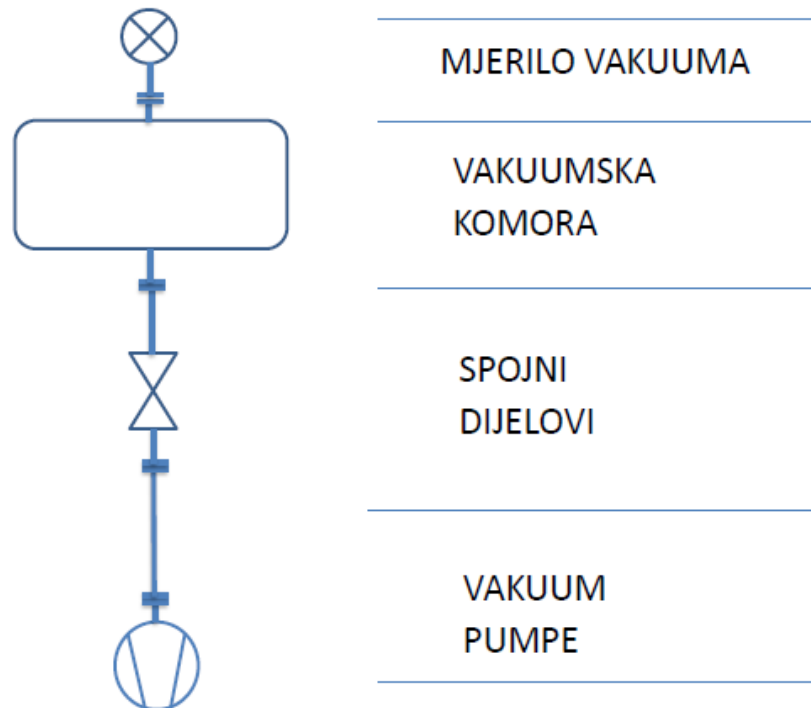 MJERILO VAKUUMA
VAKUUMSKA
KOMORA
SPOJNI
DIJELOVI
VAKUUM
PUMPE